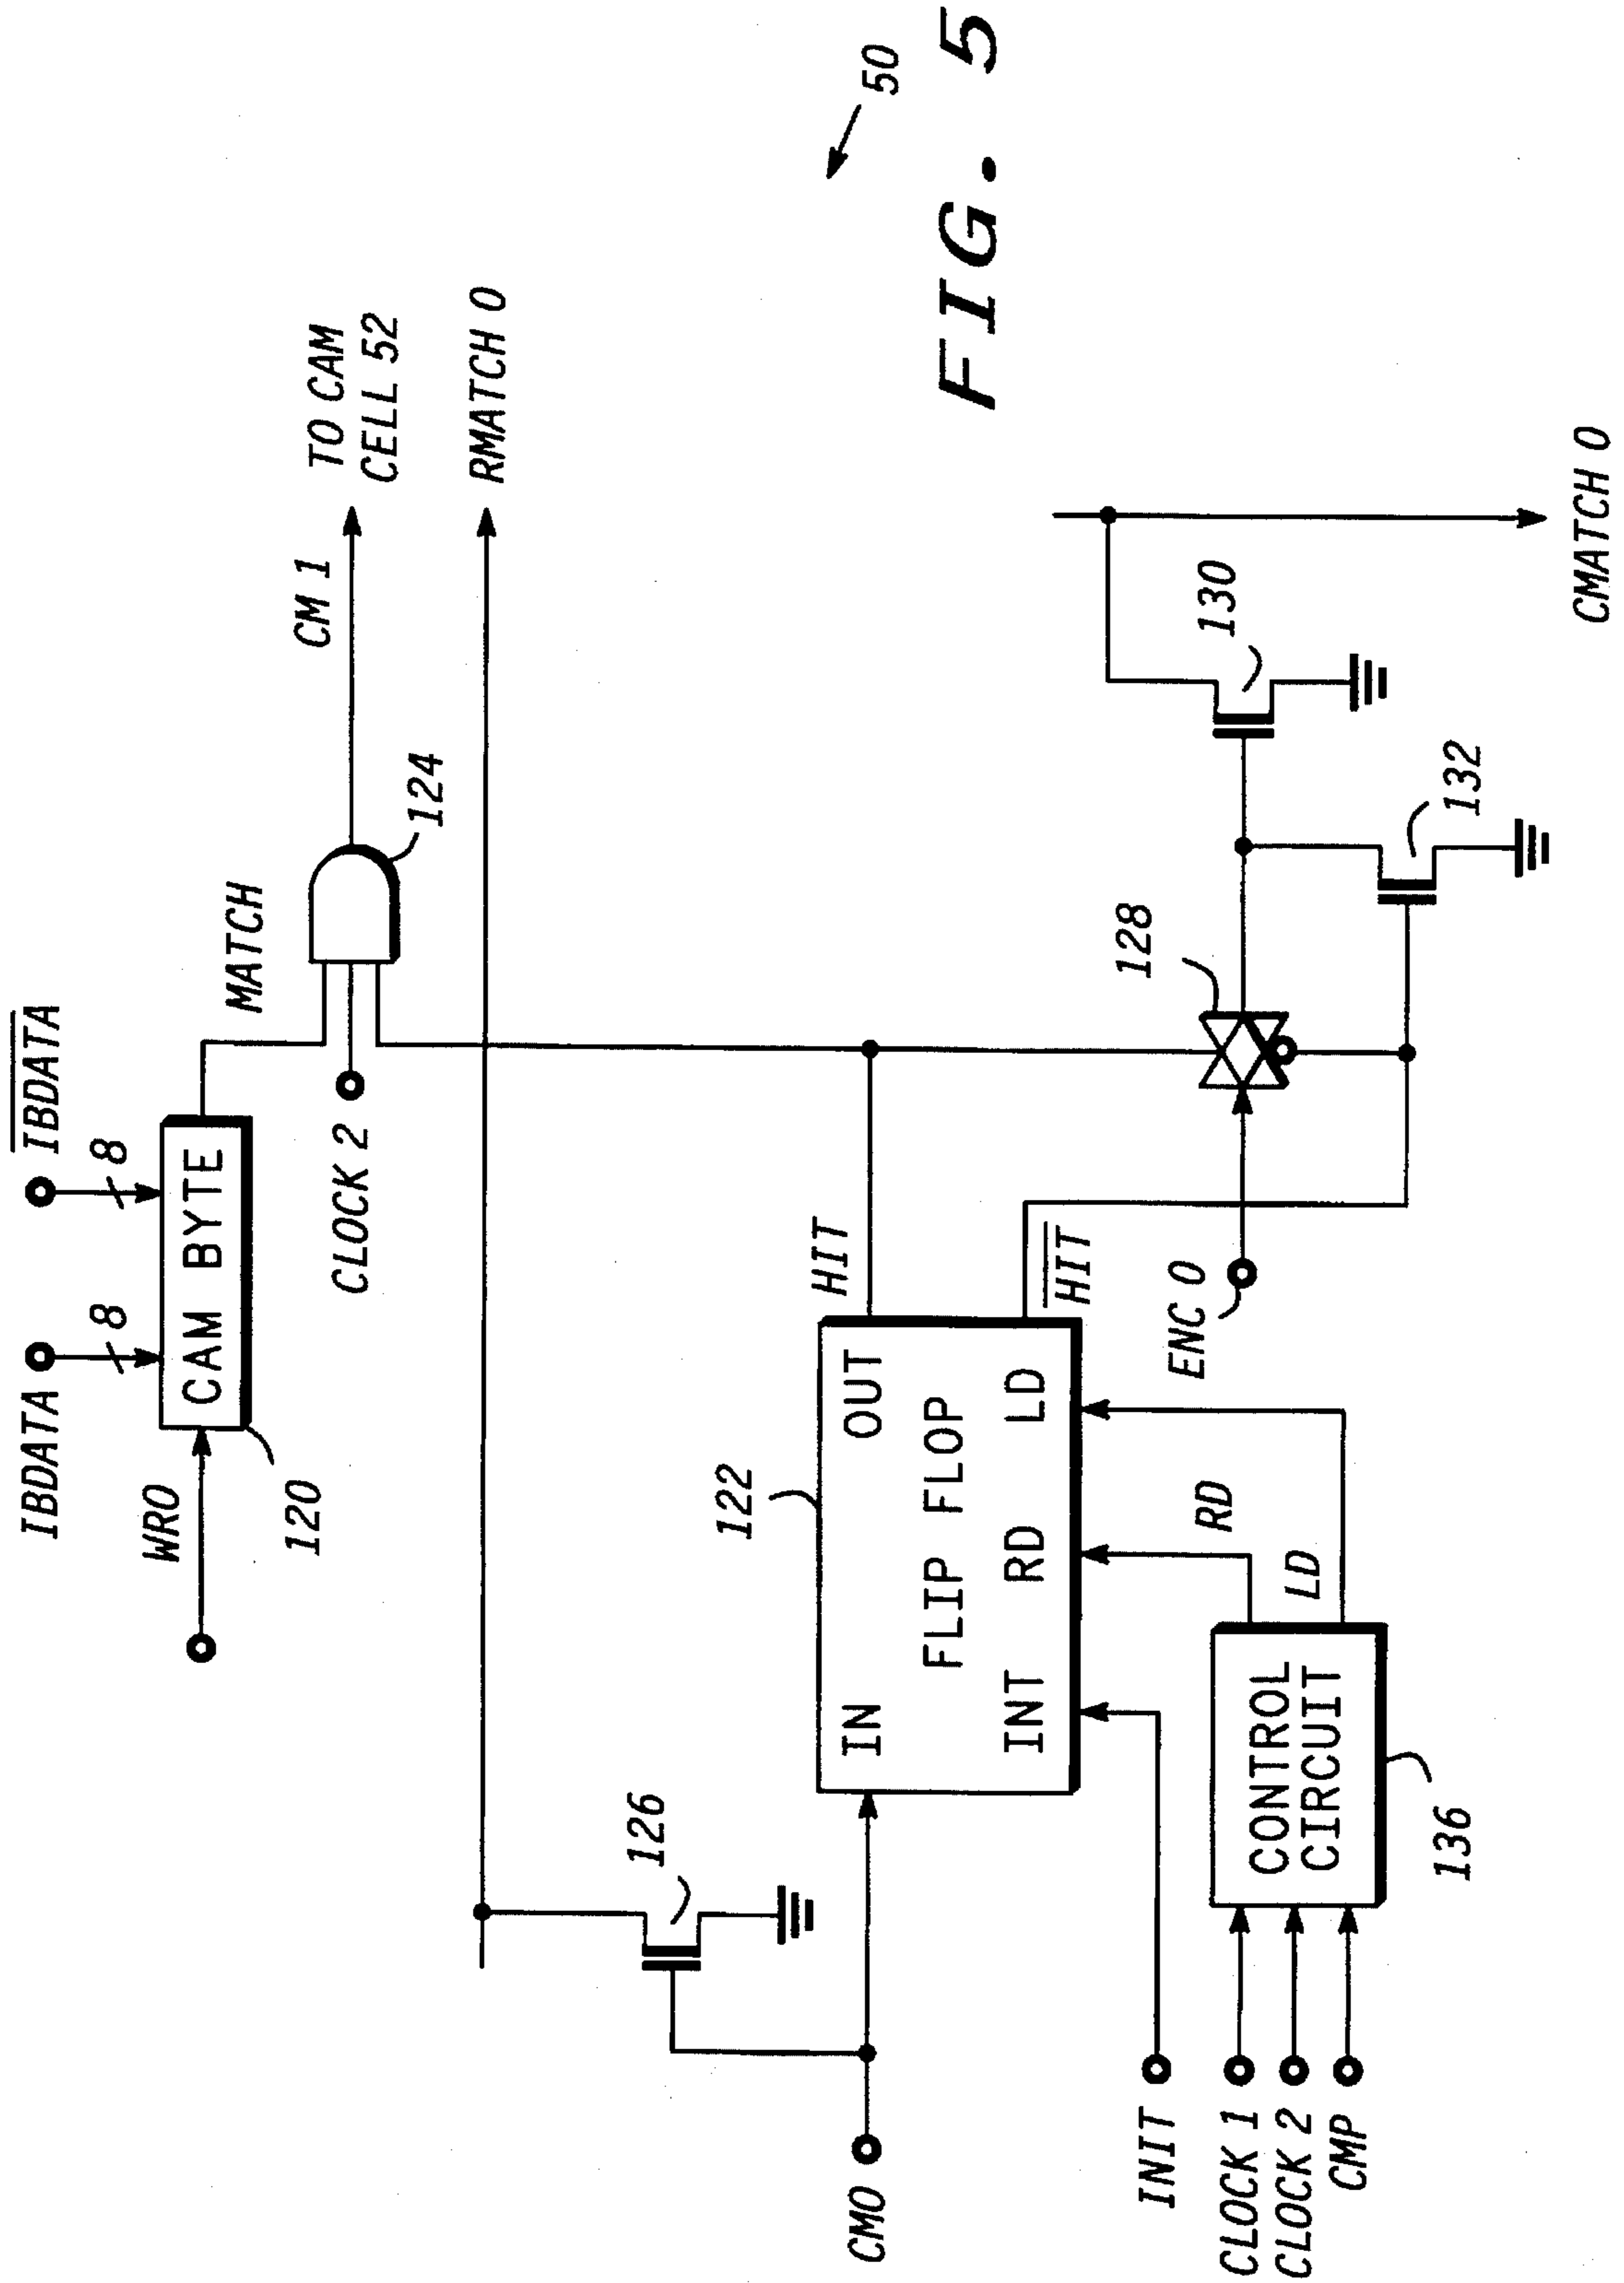 IBDATA
IBDATA
8
8
WRO
CAM BYTE
120
MATCH
CM 1
TO CAM
CELL 52
124
CLOCK 2
RMATCH 0
126
122
HIT
IN
OUT
FLIP FLOP
INT
RD
LD
HIT
CMO
INIT
ENC 0
128
130
132
RD
LD
CLOCK 1
CLOCK 2
CMP
CONTROL
CIRCUIT
136
CMATCH 0
50
FIG. 5